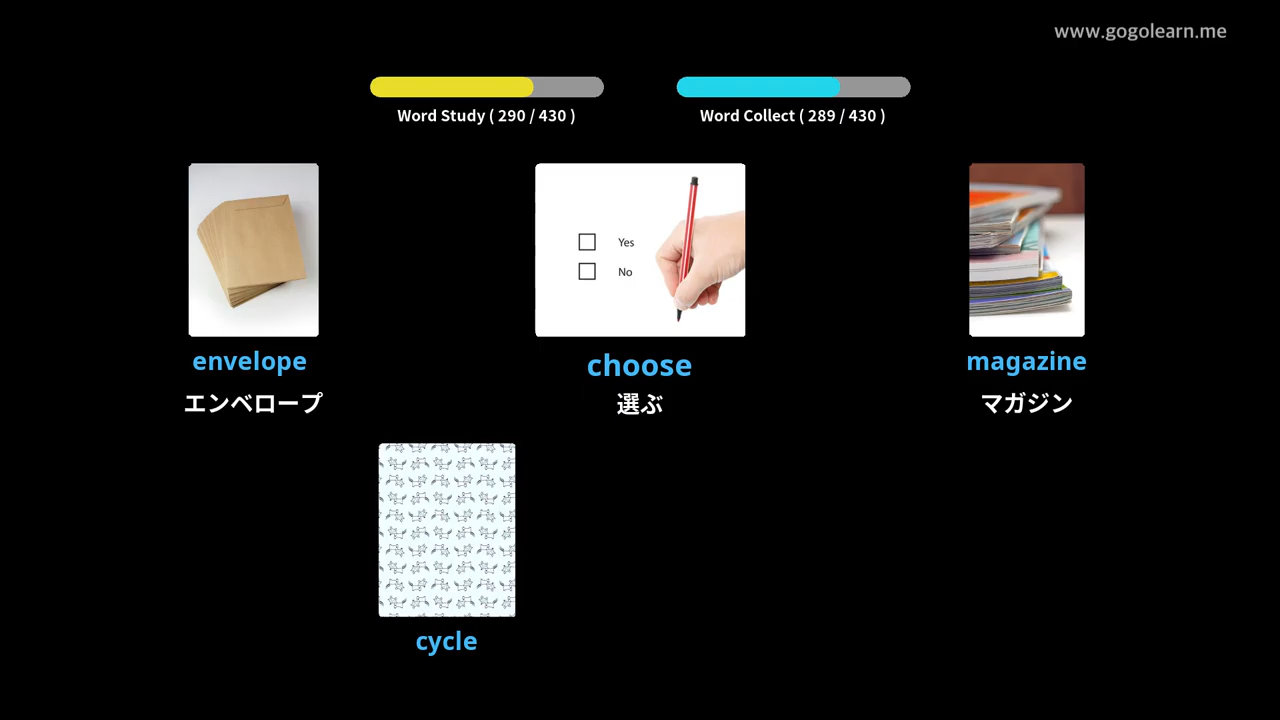 www.gogolearn.me
Word Study ( 290 / 430 )
Word Collect ( 289 / 430 )
Yes
No
envelope
choose
magazine
エンベロープ
選ぶ
マガジン
cycle